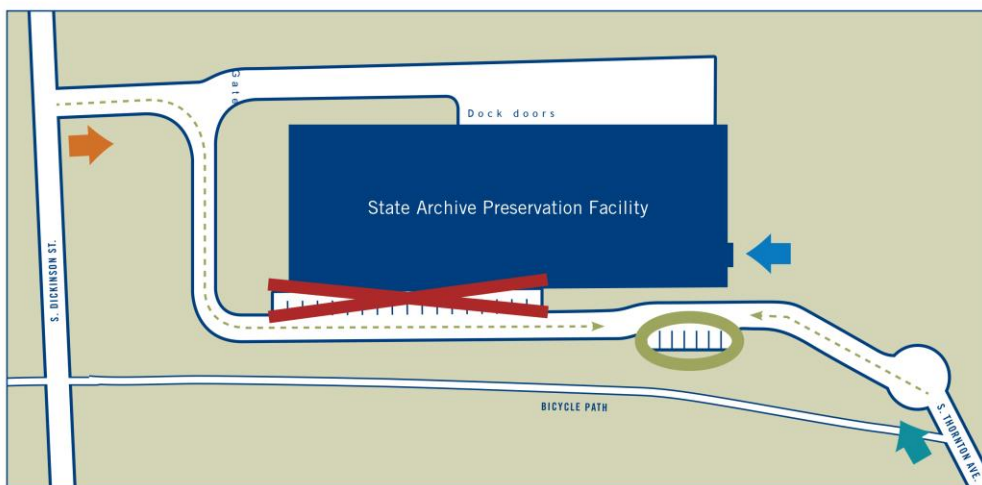 Gate
Dock doors
State Archive Preservation Facility
S. DICKINSON ST.
BICYCLE PATH
S. THORNTON AVE.